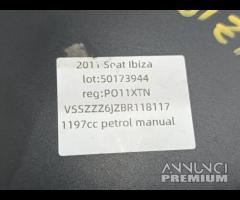 2011 Seat Ibiza
lot:50173944
reg:PO11XTN
VSSZZZ6JZBR118117
1197cc petrol manual
ANNUNCI
PREMIUM